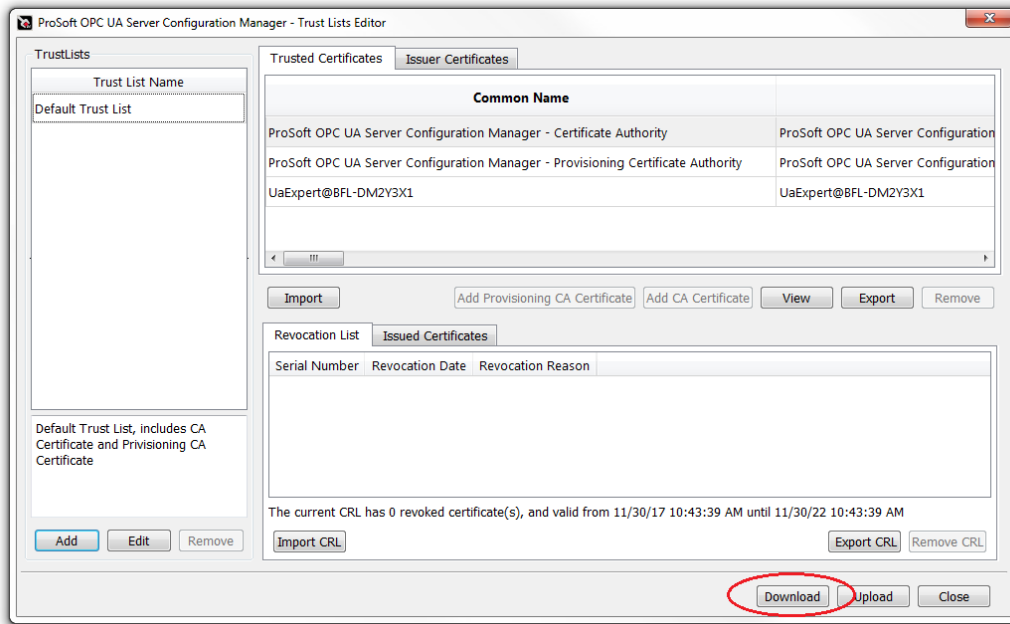 ProSoft OPC UA Server Configuration Manager - Trust Lists Editor
TrustLists
Trust List Name
Default Trust List
Default Trust List, includes CA
Certificate and Privisioning CA
Certificate
Add Edit Remove
Trusted Certificates Issuer Certificates
Common Name
ProSoft OPC UA Server Configuration Manager - Certificate Authority ProSoft OPC UA Server Configuration
ProSoft OPC UA Server Configuration Manager - Provisioning Certificate Authority ProSoft OPC UA Server Configuration
UaExpert@BFL-DM2Y3X1 UaExpert@BFL-DM2Y3X1
Import Add Provisioning CA Certificate Add CA Certificate View Export Remove
Revocation List Issued Certificates
Serial Number Revocation Date Revocation Reason
The current CRL has 0 revoked certificate(s), and valid from 11/30/17 10:43:39 AM until 11/30/22 10:43:39 AM
Import CRL Export CRL Remove CRL
Download Upload Close